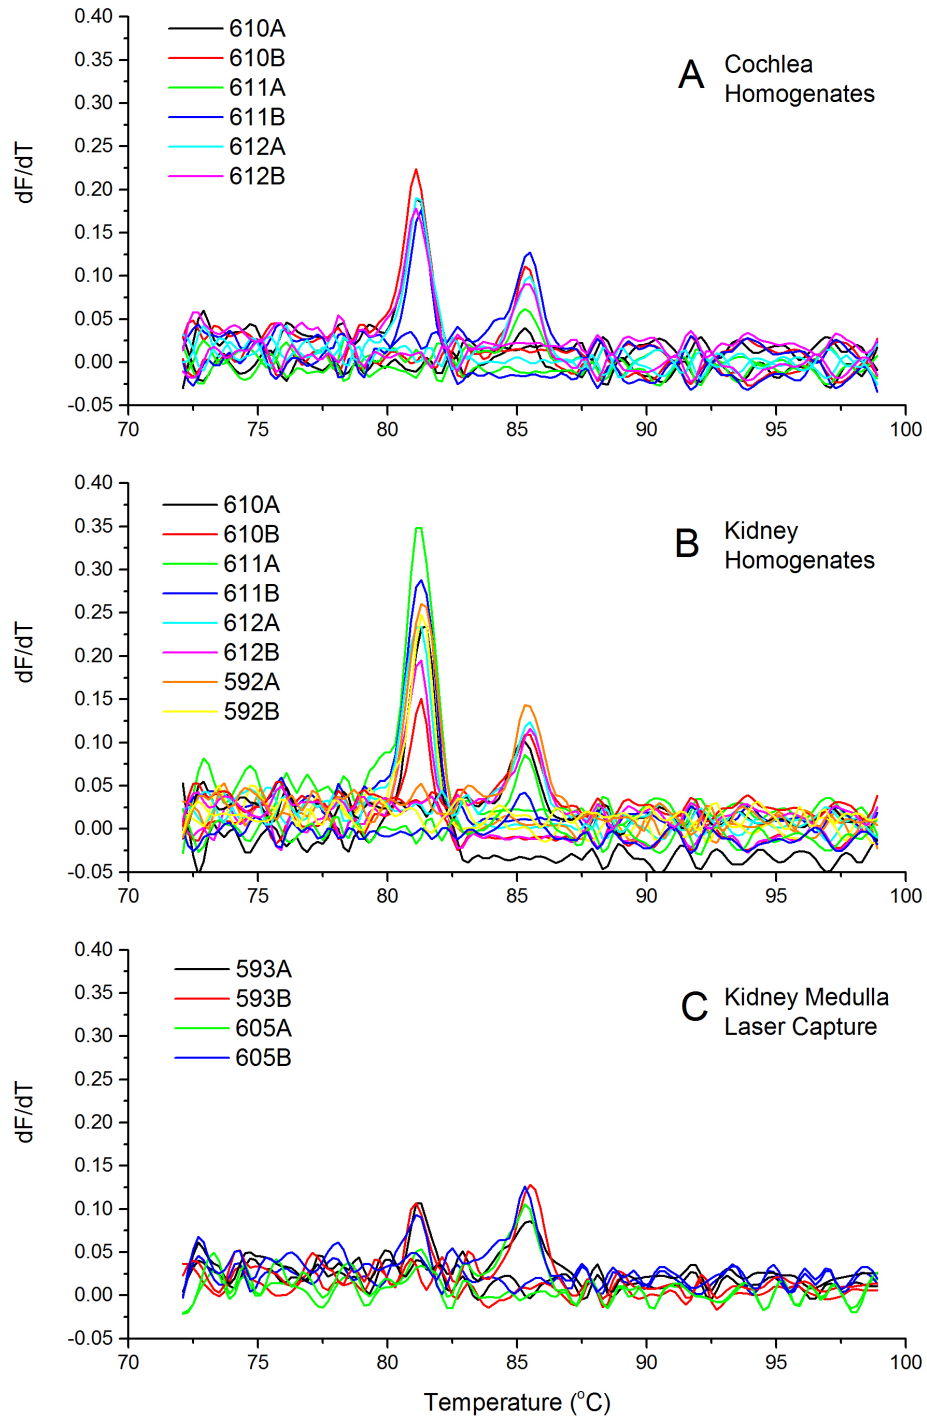 0.40
0.35
0.30
0.25
0.20
0.15
0.10
0.05
0.00
-0.05
dF/dT
610A
610B
611A
611B
612A
612B
A
Cochlea
Homogenates
70
75
80
85
90
95
100
0.40
0.35
0.30
0.25
0.20
0.15
0.10
0.05
0.00
-0.05
dF/dT
610A
610B
611A
611B
612A
612B
592A
592B
B
Kidney
Homogenates
70
75
80
85
90
95
100
0.40
0.35
0.30
0.25
0.20
0.15
0.10
0.05
0.00
-0.05
dF/dT
593A
593B
605A
605B
C
Kidney Medulla
Laser Capture
70
75
80
85
90
95
100
Temperature (°C)